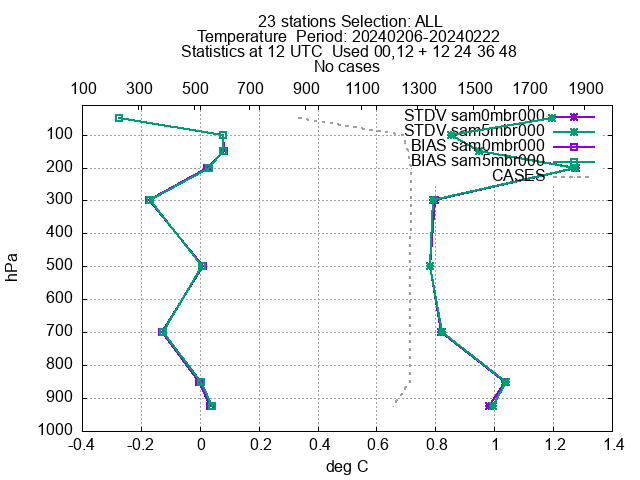 23 stations Selection: ALL
Temperature  Period: 20240206-20240222
Statistics at 12 UTC  Used 00,12 + 12 24 36 48
No cases
100 300 500 700 900 1100 1300 1500 1700 1900
STDV sam0mbr000
STDV sam5mbr000
BIAS sam0mbr000
BIAS sam5mbr000
CASES
100
200
300
400
500
600
700
800
900
1000
hPa
-0.4 -0.2 0 0.2 0.4 0.6 0.8 1 1.2 1.4
deg C